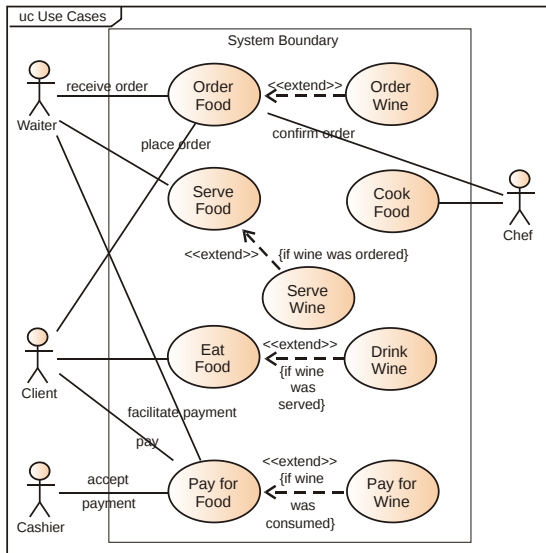 uc Use Cases
System Boundary
receive order
Order
Food
<<extend>>
Order
Wine
Waiter
place order
confirm order
Serve
Food
Cook
Food
Chef
<<extend>>
{if wine was ordered}
Serve
Wine
Client
Eat
Food
<<extend>>
{if wine
was
served}
Drink
Wine
facilitate payment
pay
Cashier
accept
payment
Pay for
Food
<<extend>>
{if wine
was
consumed}
Pay for
Wine